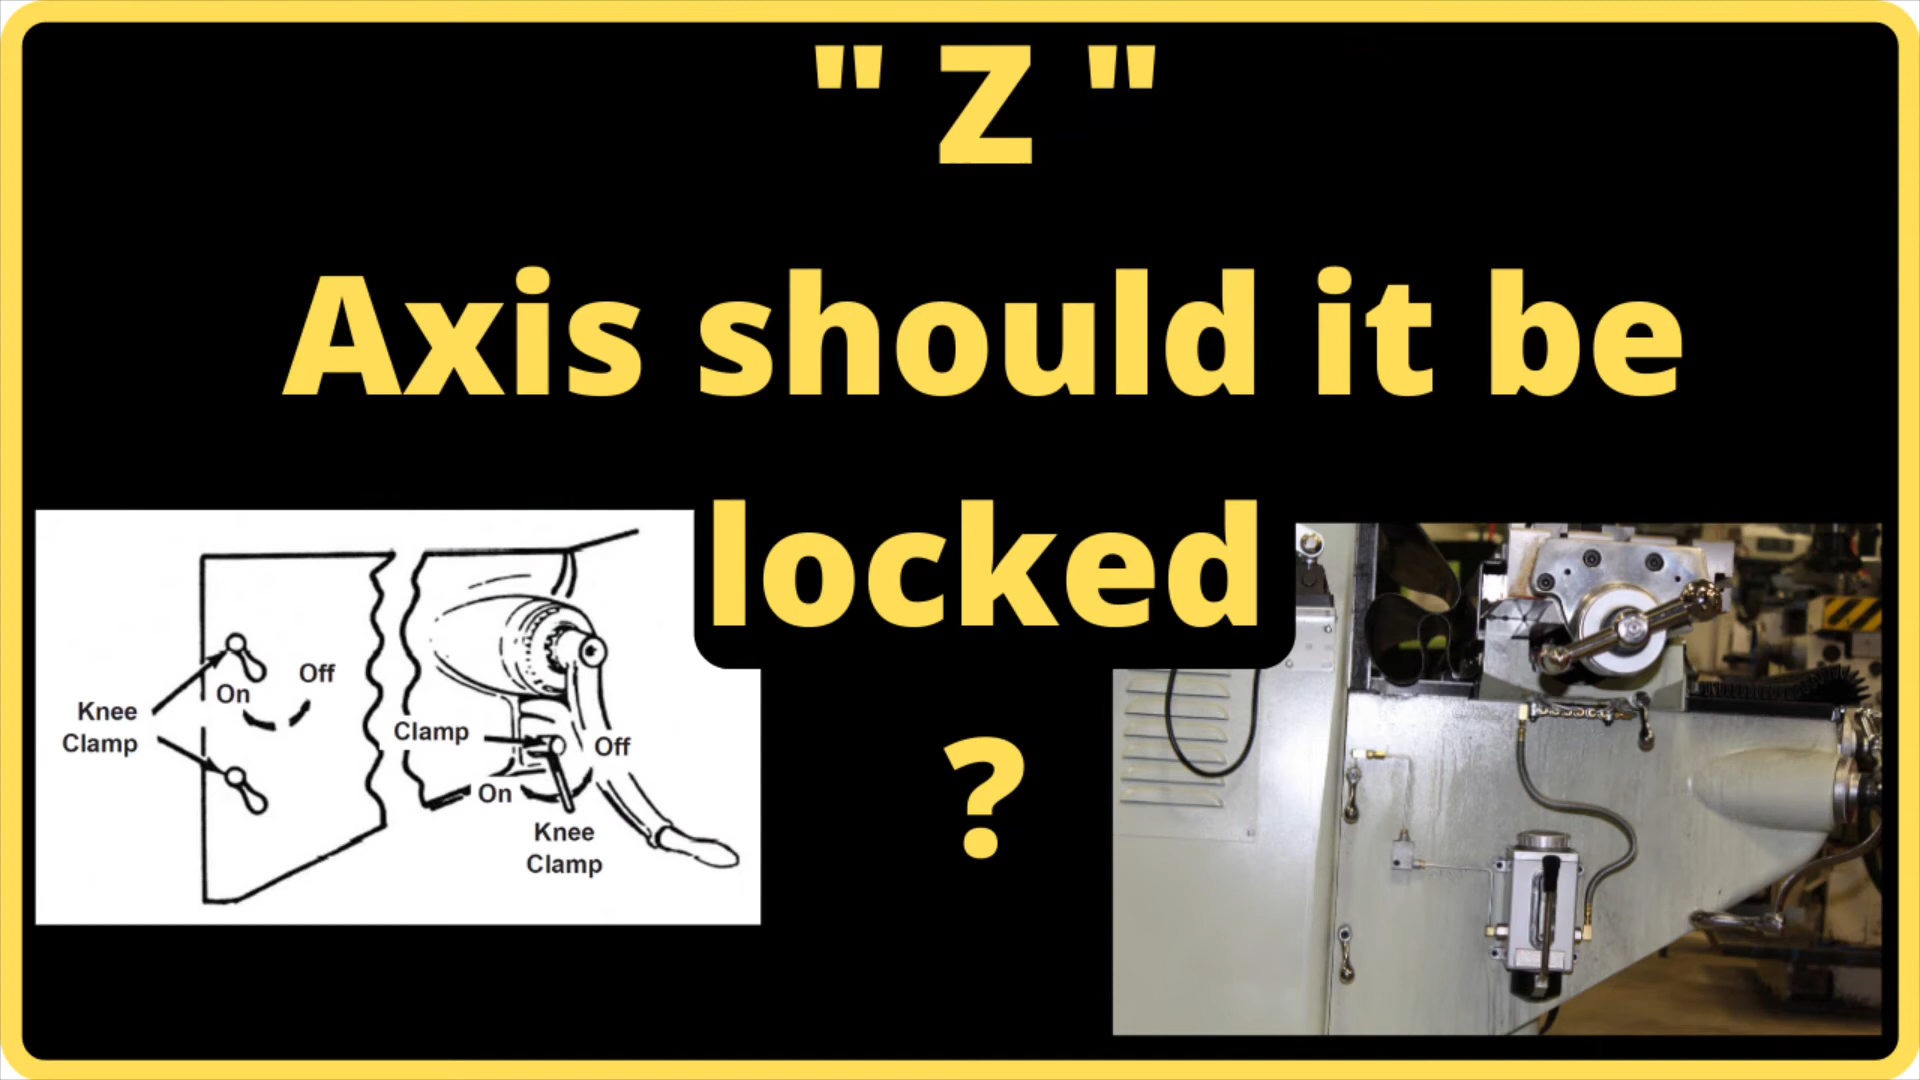 " Z "
Axis should it be
locked
?
Knee
Clamp
On
Off
Clamp
Off
On
Knee
Clamp